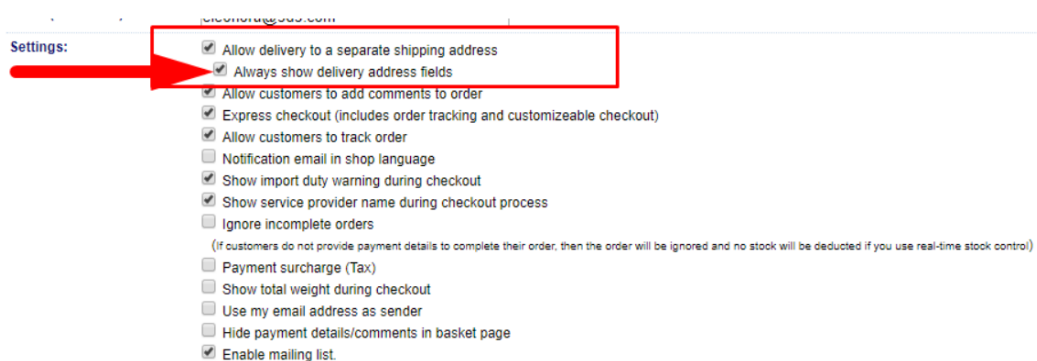 Settings:
Allow delivery to a separate shipping address
Always show delivery address fields
Allow customers to add comments to order
Express checkout (includes order tracking and customizeable checkout)
Allow customers to track order
Notification email in shop language
Show import duty warning during checkout
Show service provider name during checkout process
Ignore incomplete orders
(If customers do not provide payment details to complete their order, then the order will be ignored and no stock will be deducted if you use real-time stock control)
Payment surcharge (Tax)
Show total weight during checkout
Use my email address as sender
Hide payment details/comments in basket page
Enable mailing list.